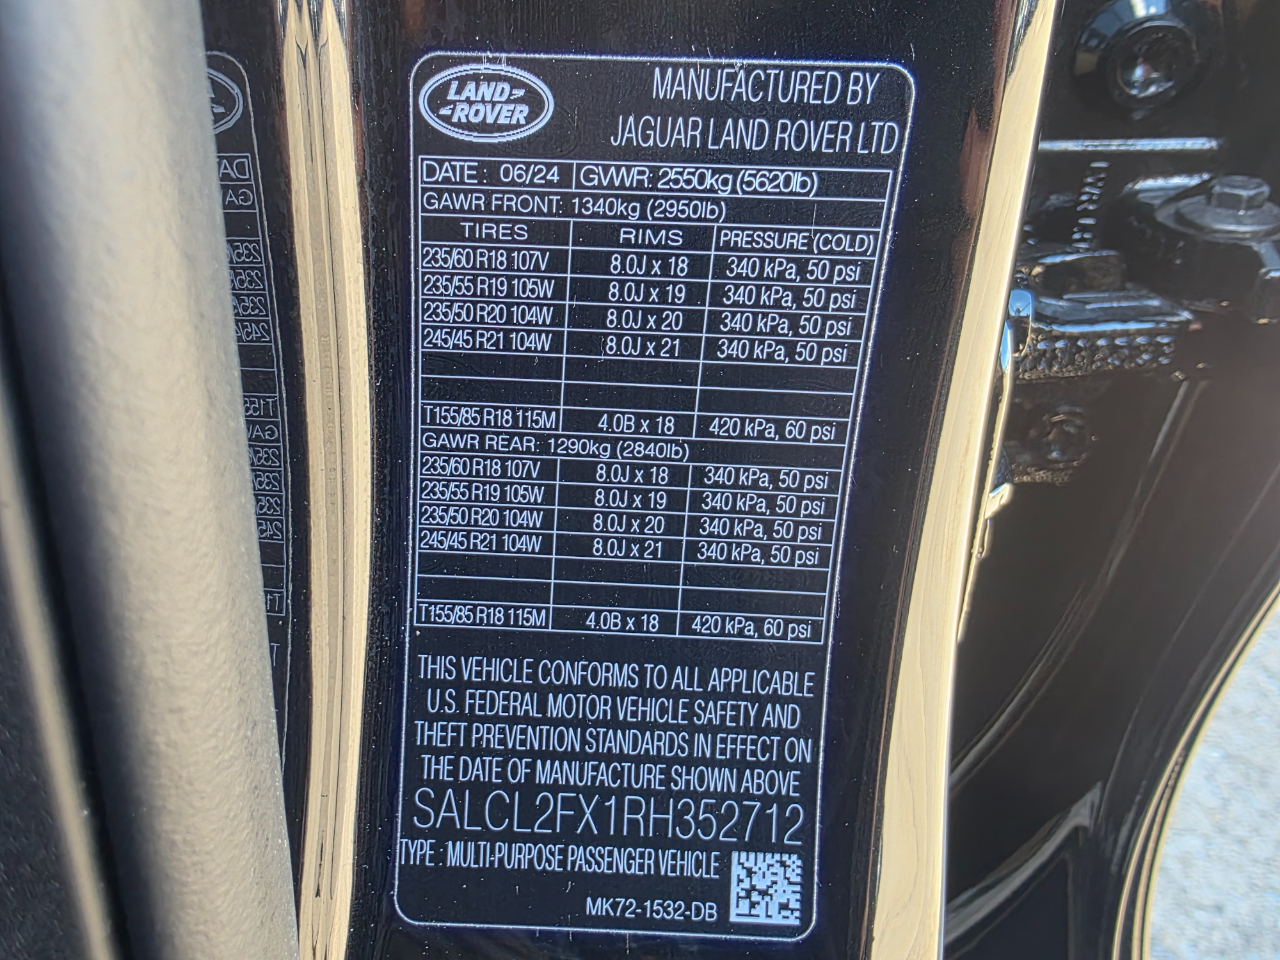 LAND ROVER
MANUFACTURED BY
JAGUAR LAND ROVER LTD
DATE : 06/24 GVWR: 2550kg (5620lb)
GAWR FRONT: 1340kg (2950lb)
TIRES RIMS PRESSURE (COLD)
235/60 R18 107V 8.0J x 18 340 kPa, 50 psi
235/55 R19 105W 8.0J x 19 340 kPa, 50 psi
235/50 R20 104W 8.0J x 20 340 kPa, 50 psi
245/45 R21 104W 8.0J x 21 340 kPa, 50 psi
T155/85 R18 115M 4.0B x 18 420 kPa, 60 psi
GAWR REAR: 1290kg (2840lb)
235/60 R18 107V 8.0J x 18 340 kPa, 50 psi
235/55 R19 105W 8.0J x 19 340 kPa, 50 psi
235/50 R20 104W 8.0J x 20 340 kPa, 50 psi
245/45 R21 104W 8.0J x 21 340 kPa, 50 psi
T155/85 R18 115M 4.0B x 18 420 kPa, 60 psi
THIS VEHICLE CONFORMS TO ALL APPLICABLE
U.S. FEDERAL MOTOR VEHICLE SAFETY AND
THEFT PREVENTION STANDARDS IN EFFECT ON
THE DATE OF MANUFACTURE SHOWN ABOVE
SALCL2FX1RH352712
TYPE : MULTI-PURPOSE PASSENGER VEHICLE
MK72-1532-DB